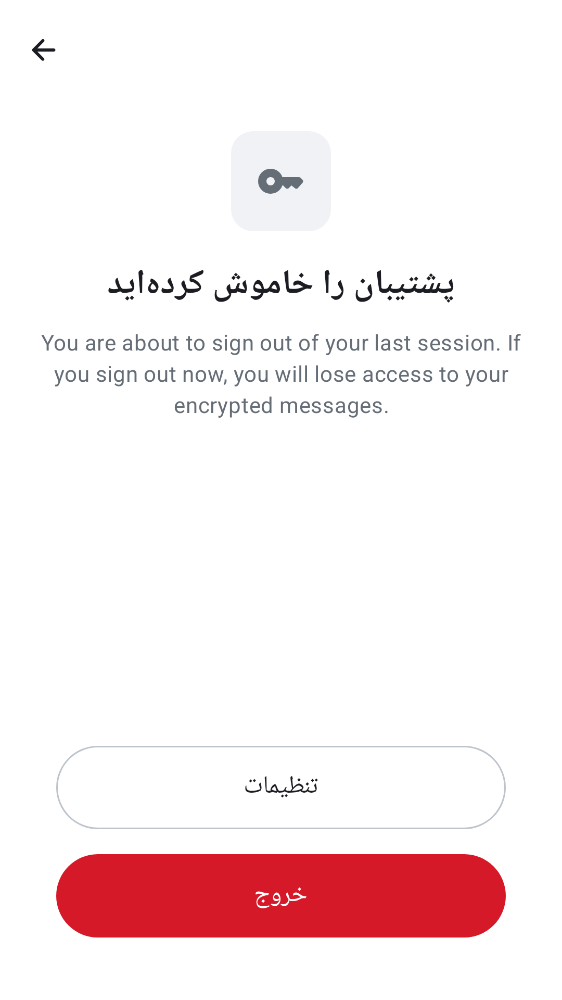 پشتیبان را خاموش کرده‌اید
You are about to sign out of your last session. If
you sign out now, you will lose access to your
encrypted messages.
تنظیمات
خروج